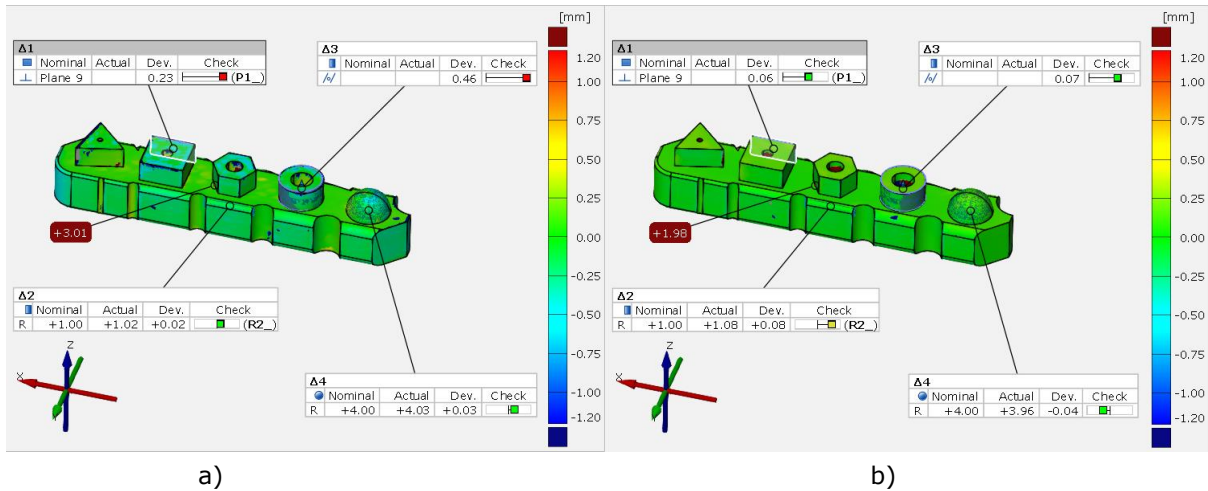 [mm]
Δ1
Nominal Actual Dev. Check
Plane 9 0.23 (P1_)
Δ3
Nominal Actual Dev. Check
0.46
1.20
1.00
0.75
0.50
0.25
0.00
-0.25
-0.50
-0.75
-1.00
-1.20
+3.01
Δ2
Nominal Actual Dev. Check
R +1.00 +1.02 +0.02 (R2_)
Z
X
Δ4
Nominal Actual Dev. Check
R +4.00 +4.03 +0.03
a)
[mm]
Δ1
Nominal Actual Dev. Check
Plane 9 0.06 (P1_)
Δ3
Nominal Actual Dev. Check
0.07
1.20
1.00
0.75
0.50
0.25
0.00
-0.25
-0.50
-0.75
-1.00
-1.20
+1.98
Δ2
Nominal Actual Dev. Check
R +1.00 +1.08 +0.08 (R2_)
Z
X
Δ4
Nominal Actual Dev. Check
R +4.00 +3.96 -0.04
b)